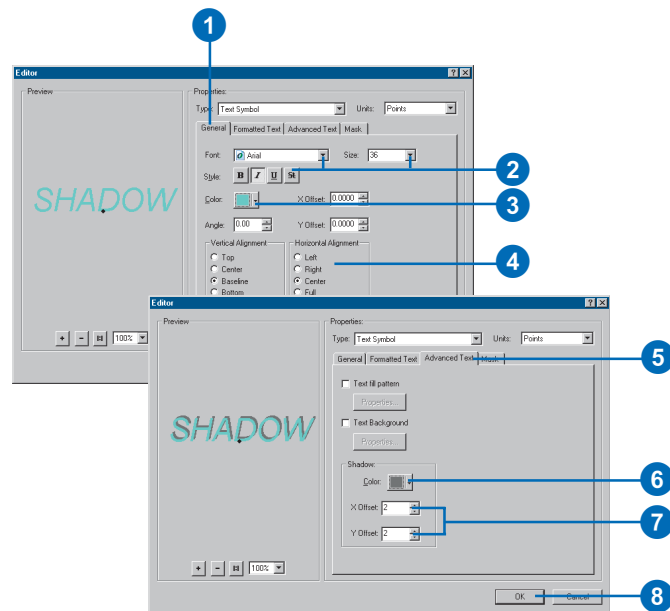 1
Editor
Preview
Properties:
Type: Text Symbol Units: Points
General Formatted Text Advanced Text Mask
Font: Arial Size: 36
Style: B I U St
2
Color: X Offset: 0.0000
3
SHADOW
Angle: 0.00 Y Offset: 0.0000
Vertical Alignment Horizontal Alignment
Top Left
Center Right
4
Baseline Center
Bottom Full
+ - 100%
Editor
Preview
Properties:
Type: Text Symbol Units: Points
General Formatted Text Advanced Text Mask
5
Text fill pattern
Properties...
Text Background
Properties...
SHADOW
Shadow:
Color:
6
X Offset: 2
7
Y Offset: 2
+ - 100%
OK Cancel
8